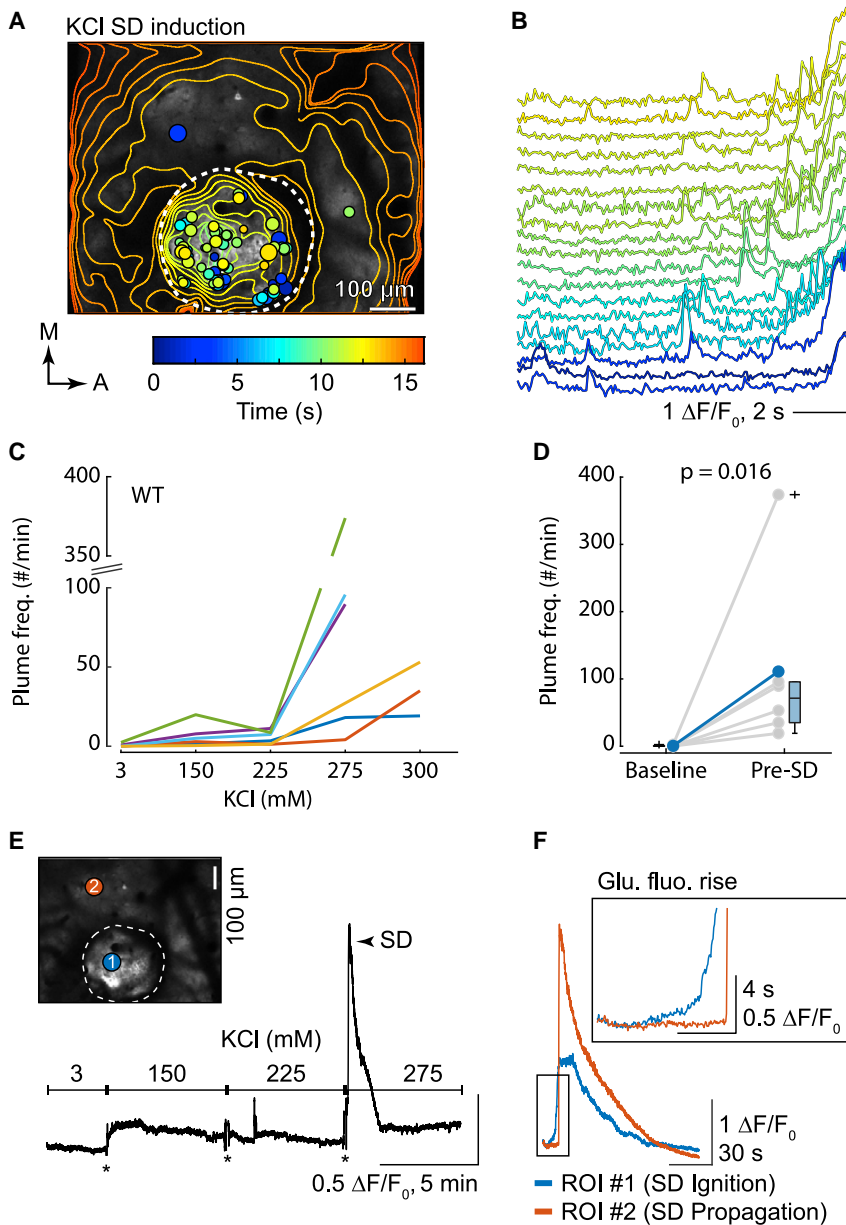 A KCl SD induction
100 µm
M
A
0 5 10 15
Time (s)
B
1 ΔF/F0, 2 s
C
WT
Plume freq. (#/min)
400
350
100
50
0
3 150 225 275 300
KCl (mM)
D
p = 0.016
Plume freq. (#/min)
400
300
200
100
0
Baseline Pre-SD
E
2
1
100 µm
SD
KCl (mM)
3 150 225 275
* * *
0.5 ΔF/F0, 5 min
F
Glu. fluo. rise
4 s
0.5 ΔF/F0
1 ΔF/F0
30 s
ROI #1 (SD Ignition)
ROI #2 (SD Propagation)